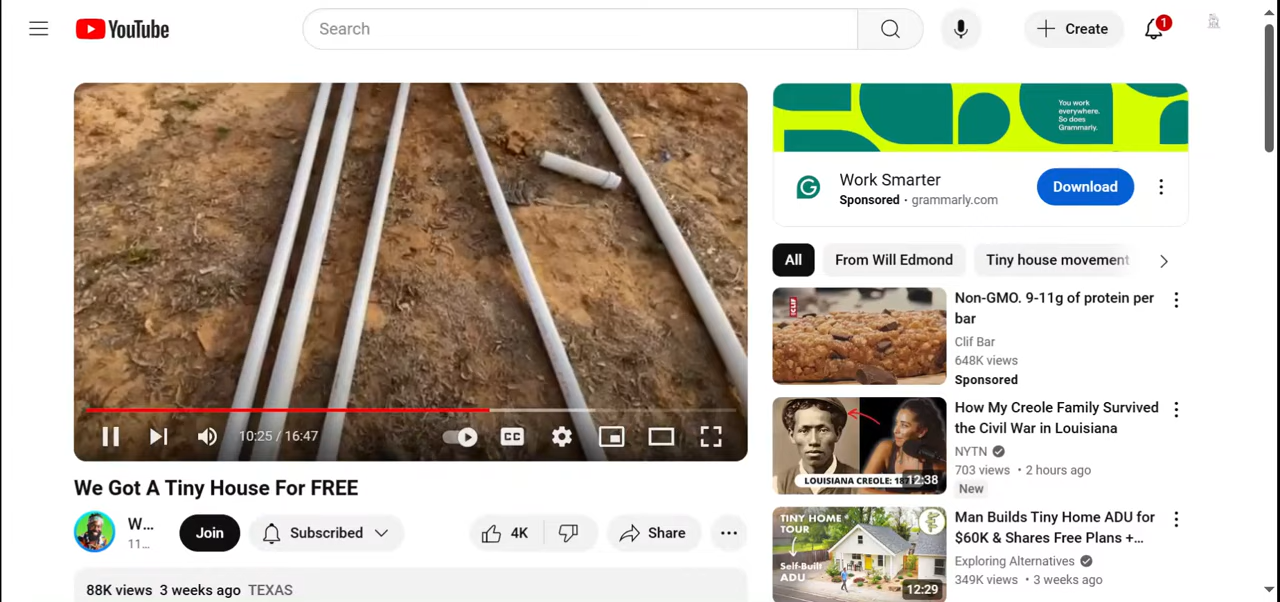 YouTube
Search
Create
1
You work
everywhere.
So does
Grammarly.
Work Smarter
Sponsored · grammarly.com
Download
All
From Will Edmond
Tiny house movement
CLIF
Non-GMO. 9-11g of protein per
bar
Clif Bar
648K views
Sponsored
10:25 / 16:47
CC
LOUISIANA CREOLE: 187
12:38
How My Creole Family Survived
the Civil War in Louisiana
NYTN
703 views • 2 hours ago
New
We Got A Tiny House For FREE
W...
11...
Join
Subscribed
4K
Share
TINY HOME
TOUR
Self-Built
ADU
12:29
Man Builds Tiny Home ADU for
$60K & Shares Free Plans +...
Exploring Alternatives
349K views • 3 weeks ago
88K views 3 weeks ago TEXAS